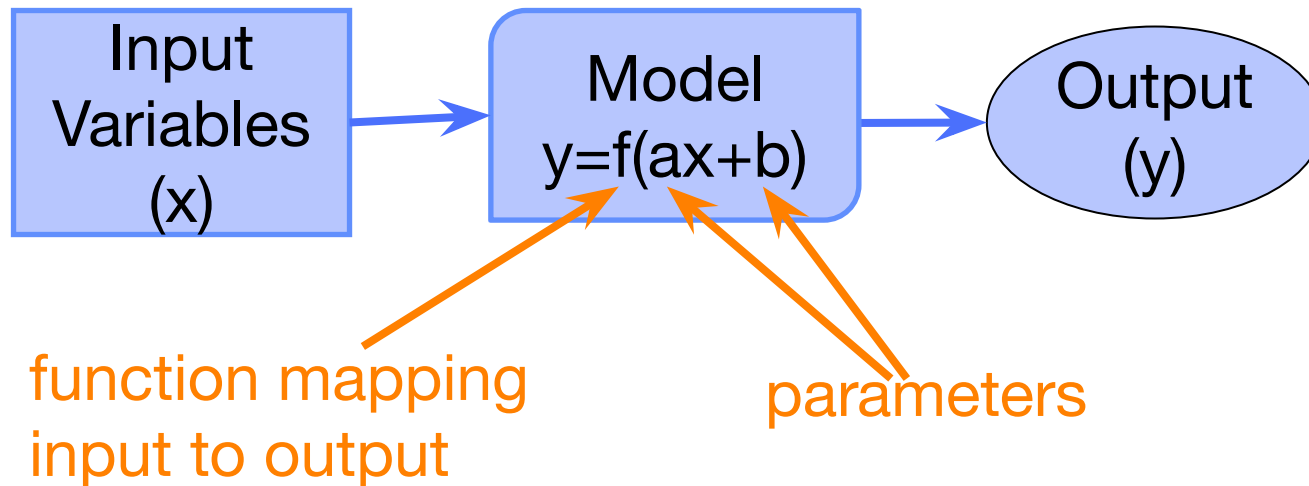 Input
Variables
(x)
Model
y=f(ax+b)
Output
(y)
function mapping
input to output
parameters